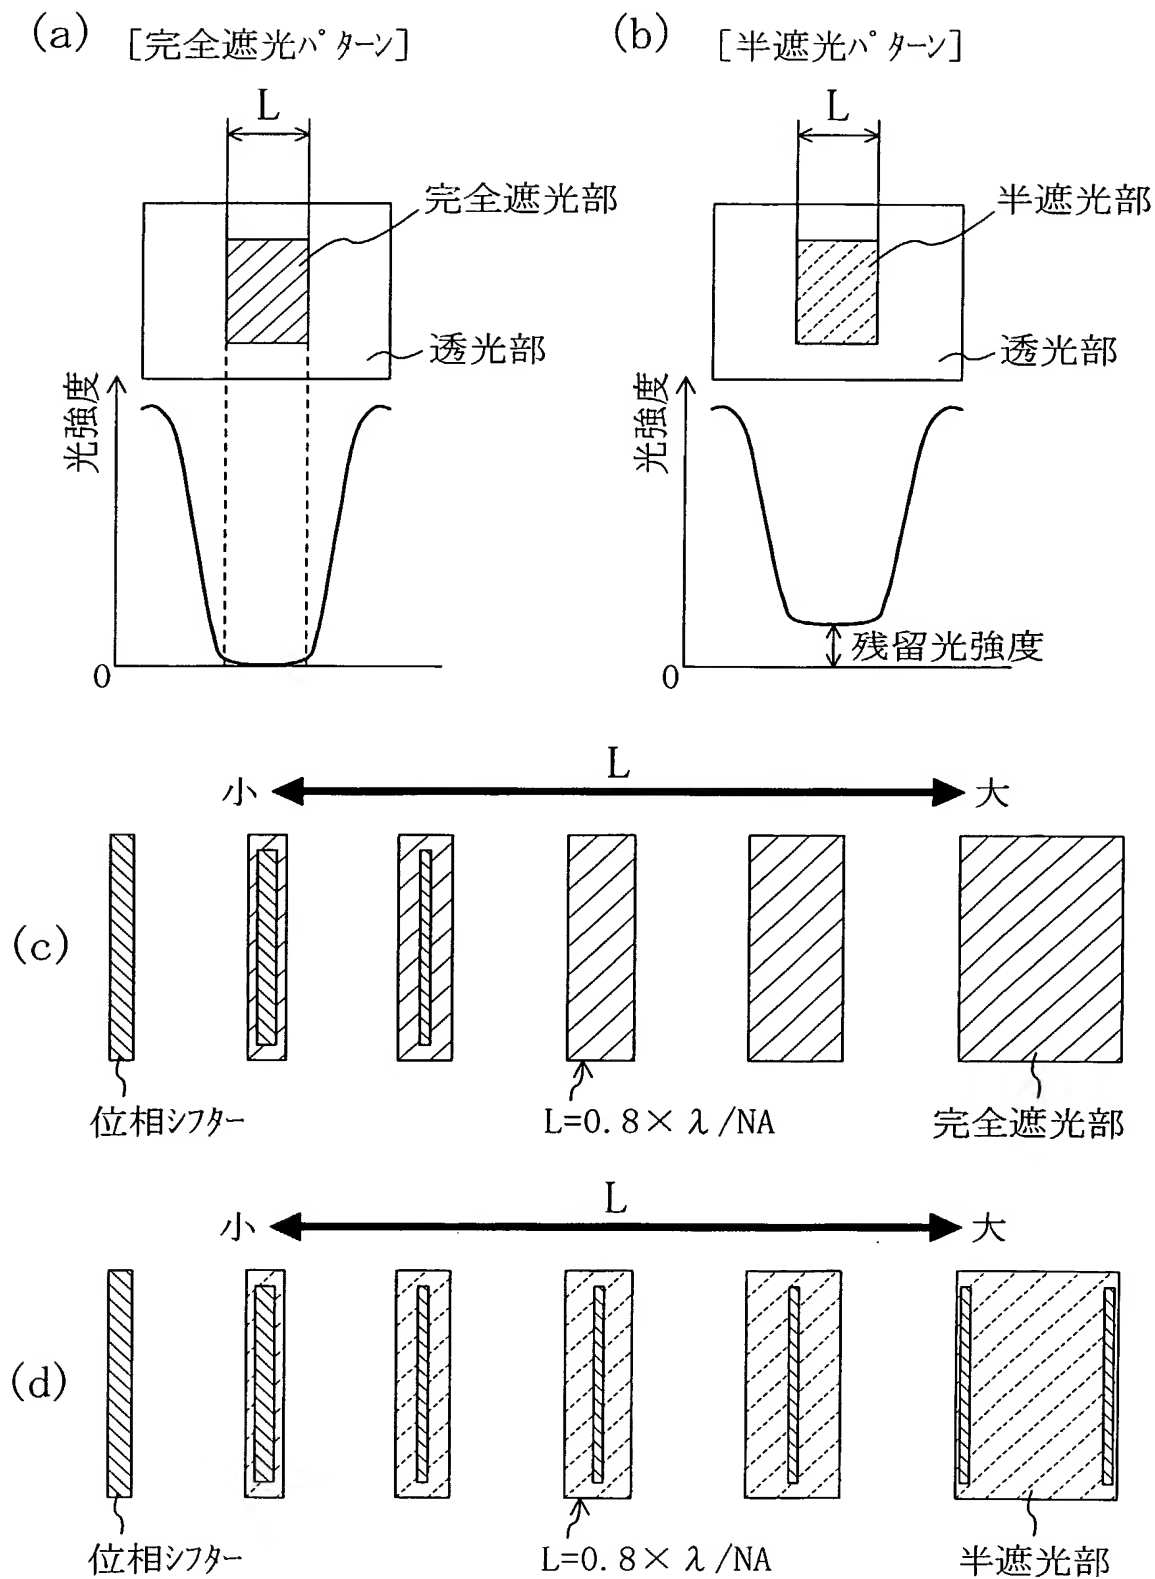 (a) [完全遮光パターン]
L
完全遮光部
透光部
光強度
0
(b) [半遮光パターン]
L
半遮光部
透光部
光強度
残留光強度
0
L
小 大
(c)
位相シフター L=0.8×λ/NA 完全遮光部
L
小 大
(d)
位相シフター L=0.8×λ/NA 半遮光部